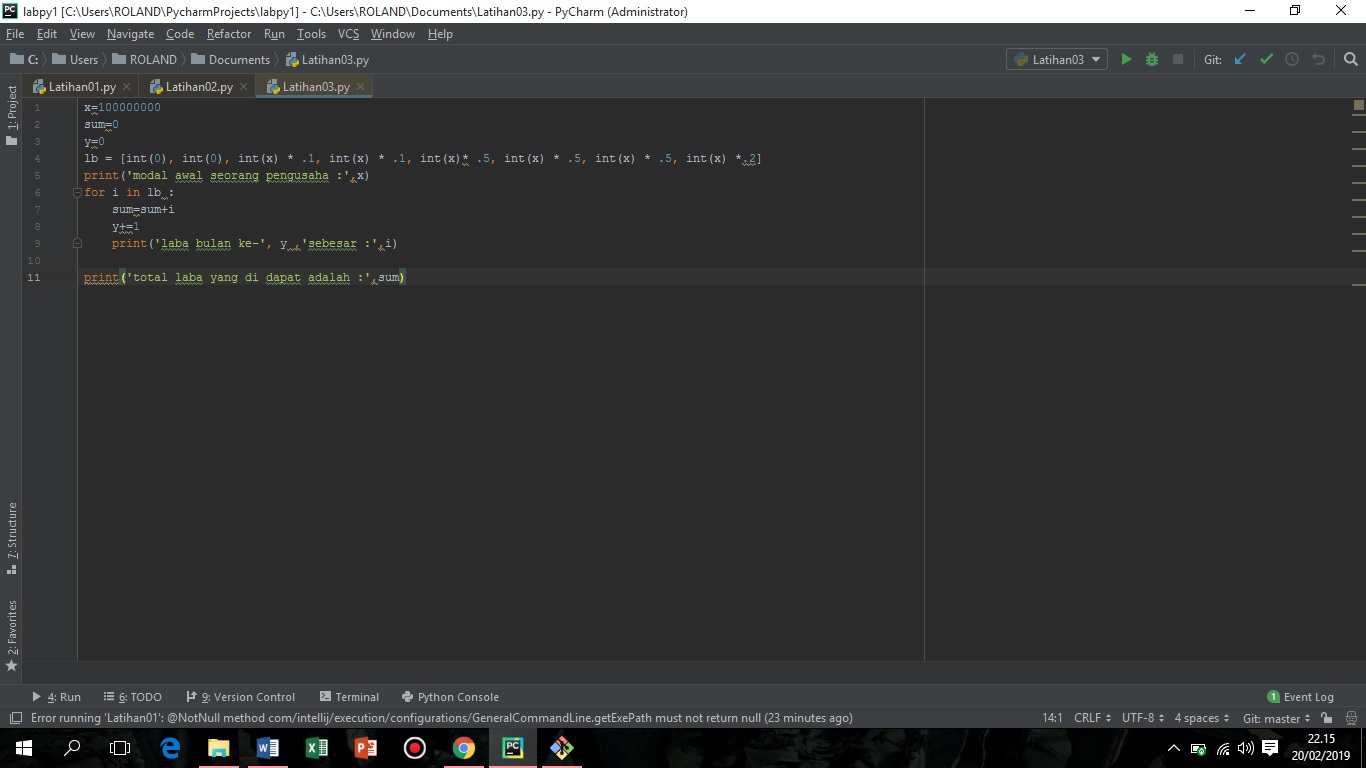 labpy1 [C:\Users\ROLAND\PycharmProjects\labpy1] - C:\Users\ROLAND\Documents\Latihan03.py - PyCharm (Administrator)
File Edit View Navigate Code Refactor Run Tools VCS Window Help
C: Users ROLAND Documents Latihan03.py Latihan03 Git:
Latihan01.py Latihan02.py Latihan03.py
1: Project
1 x=100000000
2 sum=0
3 y=0
4 lb = [int(0), int(0), int(x) * .1, int(x) * .1, int(x)* .5, int(x) * .5, int(x) * .5, int(x) *.2]
5 print('modal awal seorang pengusaha :',x)
6 for i in lb :
7 sum=sum+i
8 y+=1
9 print('laba bulan ke-', y ,'sebesar :',i)
10
11 print('total laba yang di dapat adalah :',sum)
7: Structure
2: Favorites
4: Run 6: TODO 9: Version Control Terminal Python Console 1 Event Log
Error running 'Latihan01': @NotNull method com/intellij/execution/configurations/GeneralCommandLine.getExePath must not return null (23 minutes ago) 14:1 CRLF UTF-8 4 spaces Git: master
PC
22.15
20/02/2019